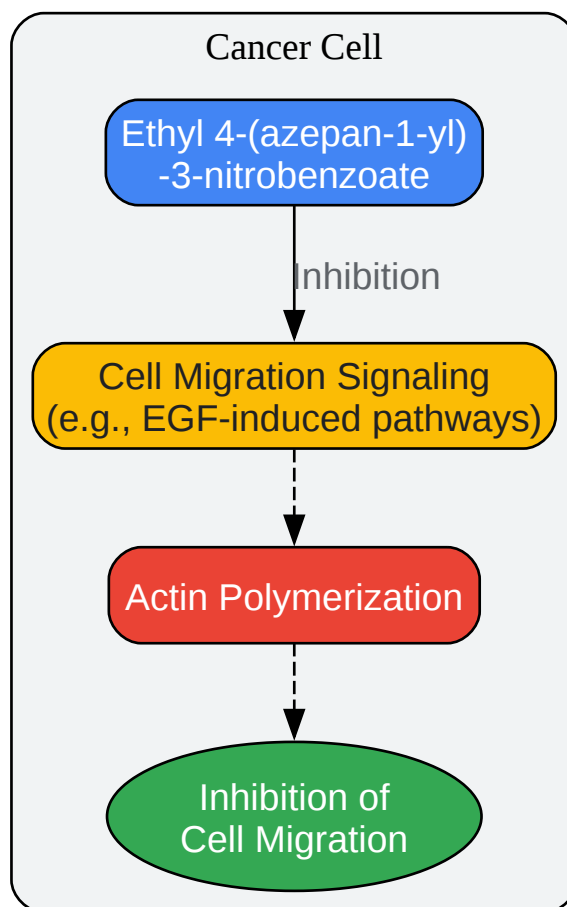 Cancer Cell
Ethyl 4-(azepan-1-yl)
-3-nitrobenzoate
Inhibition
Cell Migration Signaling
(e.g., EGF-induced pathways)
Actin Polymerization
Inhibition of
Cell Migration